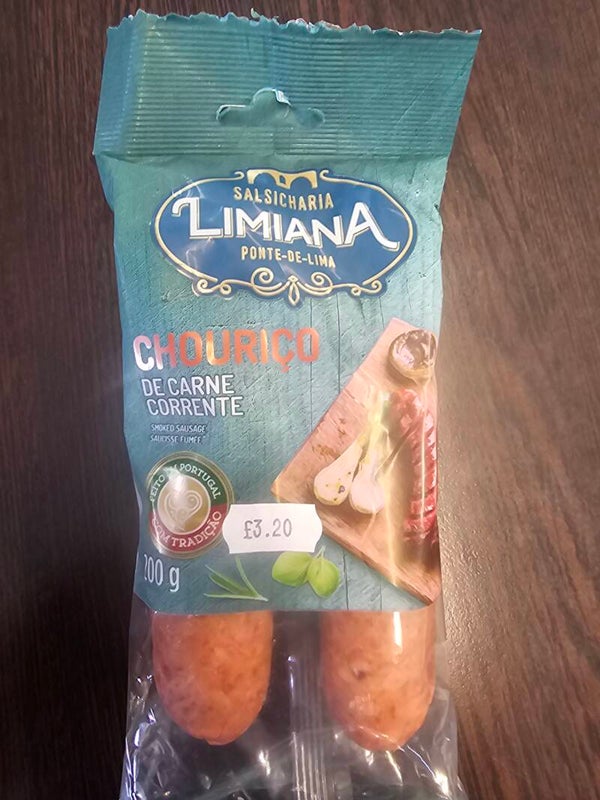 SALSICHARIA
LIMIANA
PONTE-DE-LIMA
CHOURIÇO
DE CARNE
CORRENTE
SMOKED SAUSAGE
SAUCISSE FUMÉE
FEITO EM PORTUGAL
COM TRADIÇÃO
£3.20
200 g